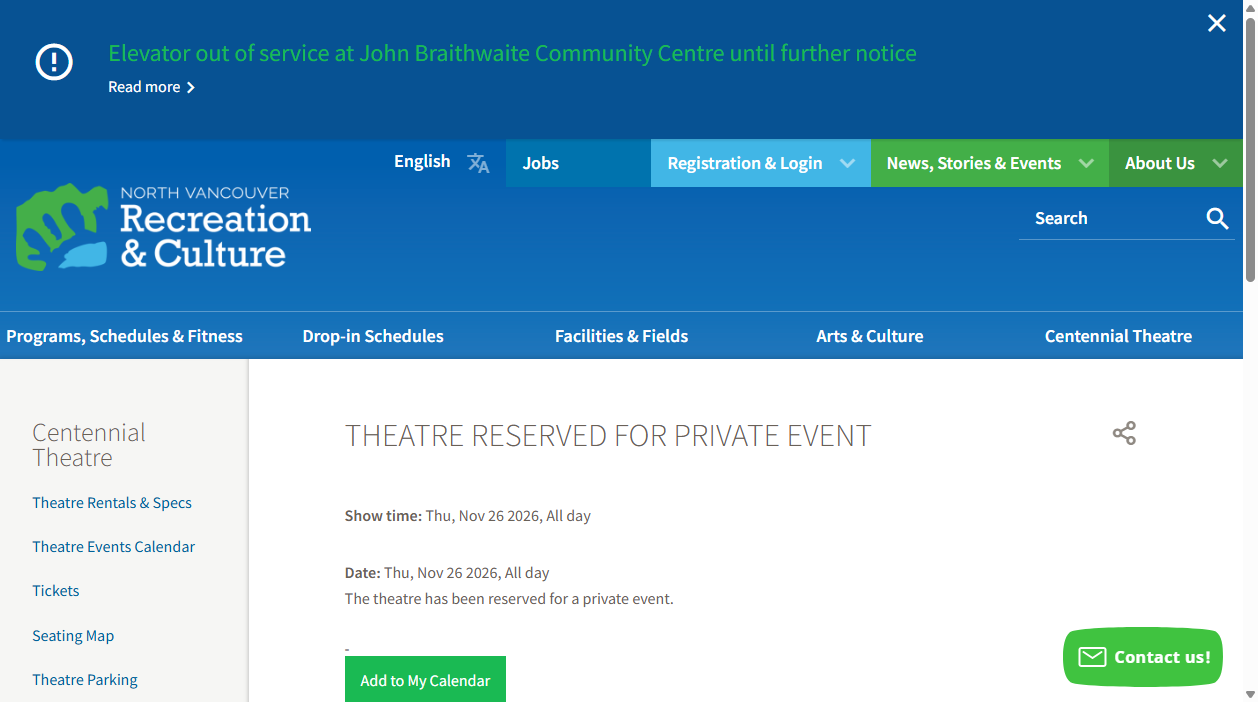 Elevator out of service at John Braithwaite Community Centre until further notice
Read more
English
Jobs
Registration & Login
News, Stories & Events
About Us
NORTH VANCOUVER
Recreation
& Culture
Search
Programs, Schedules & Fitness
Drop-in Schedules
Facilities & Fields
Arts & Culture
Centennial Theatre
Centennial
Theatre
Theatre Rentals & Specs
Theatre Events Calendar
Tickets
Seating Map
Theatre Parking
THEATRE RESERVED FOR PRIVATE EVENT
Show time: Thu, Nov 26 2026, All day
Date: Thu, Nov 26 2026, All day
The theatre has been reserved for a private event.
-
Add to My Calendar
Contact us!